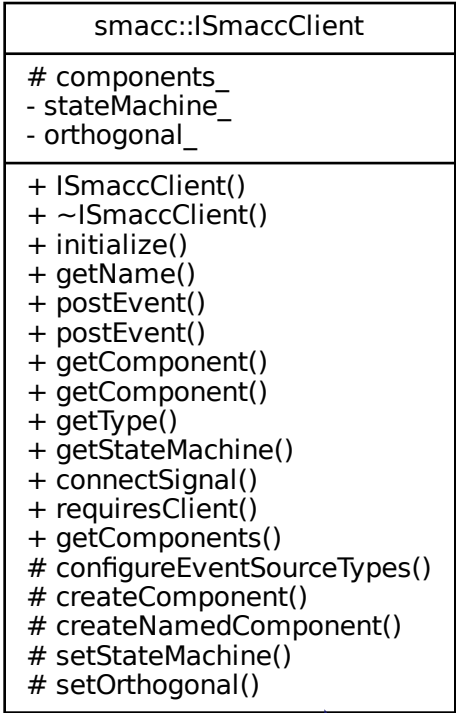 smacc::ISmaccClient
# components_
- stateMachine_
- orthogonal_
+ ISmaccClient()
+ ~ISmaccClient()
+ initialize()
+ getName()
+ postEvent()
+ postEvent()
+ getComponent()
+ getComponent()
+ getType()
+ getStateMachine()
+ connectSignal()
+ requiresClient()
+ getComponents()
# configureEventSourceTypes()
# createComponent()
# createNamedComponent()
# setStateMachine()
# setOrthogonal()